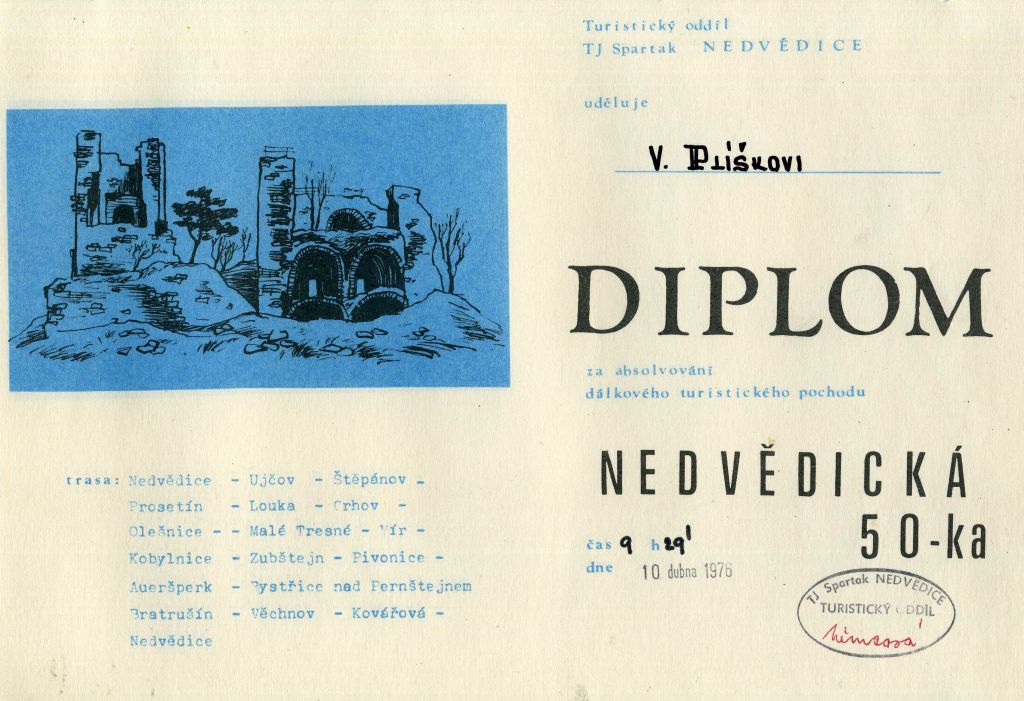 Turistický oddíl
TJ Spartak NEDVĚDICE
uděluje
V. Plíškovi
DIPLOM
za absolvování
dálkového turistického pochodu
NEDVĚDICKÁ
50-ka
čas 9 h 29'
dne 10. dubna 1976
TJ Spartak NEDVĚDICE
TURISTICKÝ ODDÍL
trasa: Nedvědice - Ujčov - Štěpánov -
Prosetín - Louka - Crhov -
Olešnice - - Malé Tresné - Vír -
Kobylnice - Zubštejn - Pivonice -
Aueršperk - Bystřice nad Pernštejnem
Bratrušín - Věchnov - Kovářová -
Nedvědice